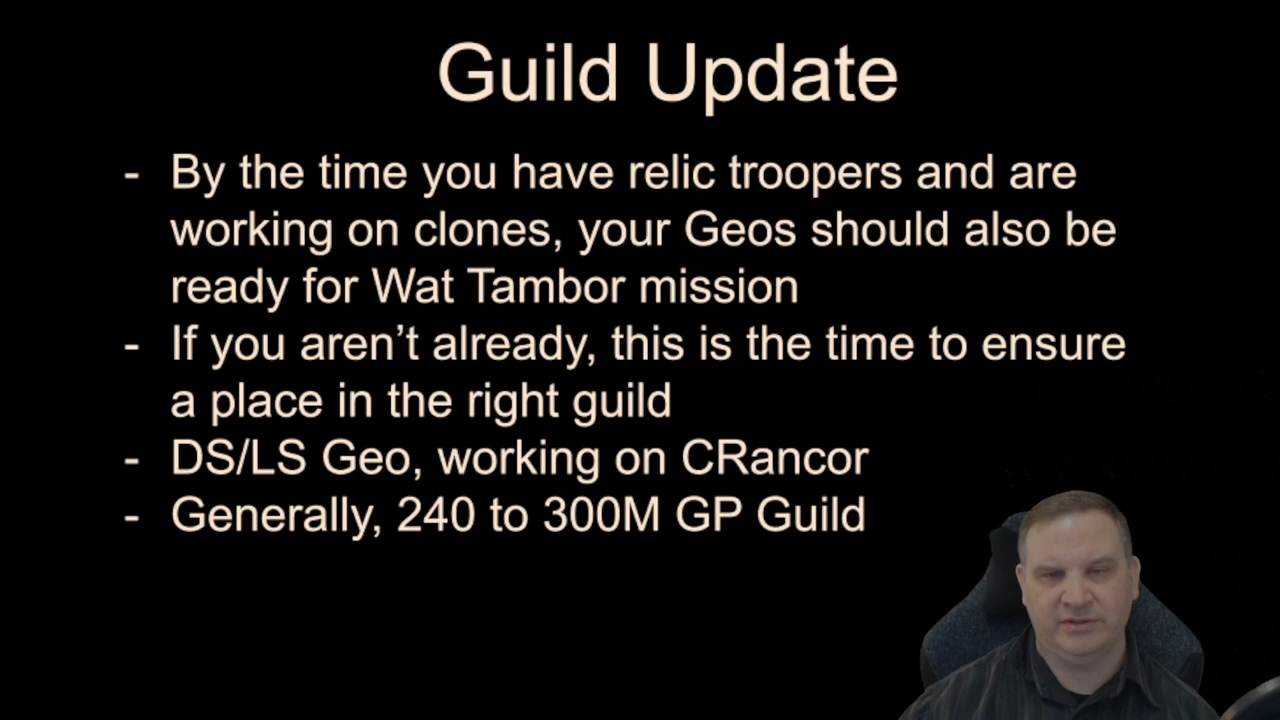 Guild Update
- By the time you have relic troopers and are
working on clones, your Geos should also be
ready for Wat Tambor mission
- If you aren’t already, this is the time to ensure
a place in the right guild
- DS/LS Geo, working on CRancor
- Generally, 240 to 300M GP Guild